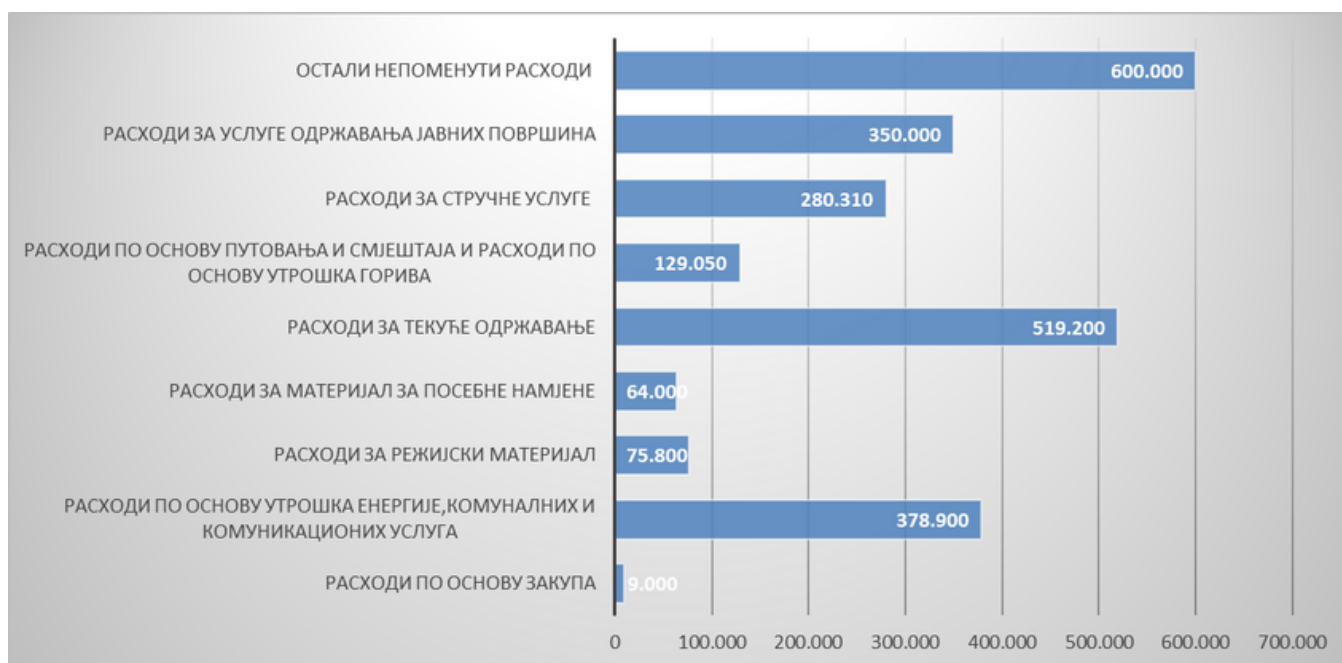 ОСТАЛИ НЕПОМЕНУТИ РАСХОДИ
600.000
РАСХОДИ ЗА УСЛУГЕ ОДРЖАВАЊА ЈАВНИХ ПОВРШИНА
350.000
РАСХОДИ ЗА СТРУЧНЕ УСЛУГЕ
280.310
РАСХОДИ ПО ОСНОВУ ПУТОВАЊА И СМЈЕШТАЈА И РАСХОДИ ПО
ОСНОВУ УТРОШКА ГОРИВА
129.050
РАСХОДИ ЗА ТЕКУЋЕ ОДРЖАВАЊЕ
519.200
РАСХОДИ ЗА МАТЕРИЈАЛ ЗА ПОСЕБНЕ НАМЈЕНЕ
64.000
РАСХОДИ ЗА РЕЖИЈСКИ МАТЕРИЈАЛ
75.800
РАСХОДИ ПО ОСНОВУ УТРОШКА ЕНЕРГИЈЕ,КОМУНАЛНИХ И
КОМУНИКАЦИОНИХ УСЛУГА
378.900
РАСХОДИ ПО ОСНОВУ ЗАКУПА
9.000
0 100.000 200.000 300.000 400.000 500.000 600.000 700.000